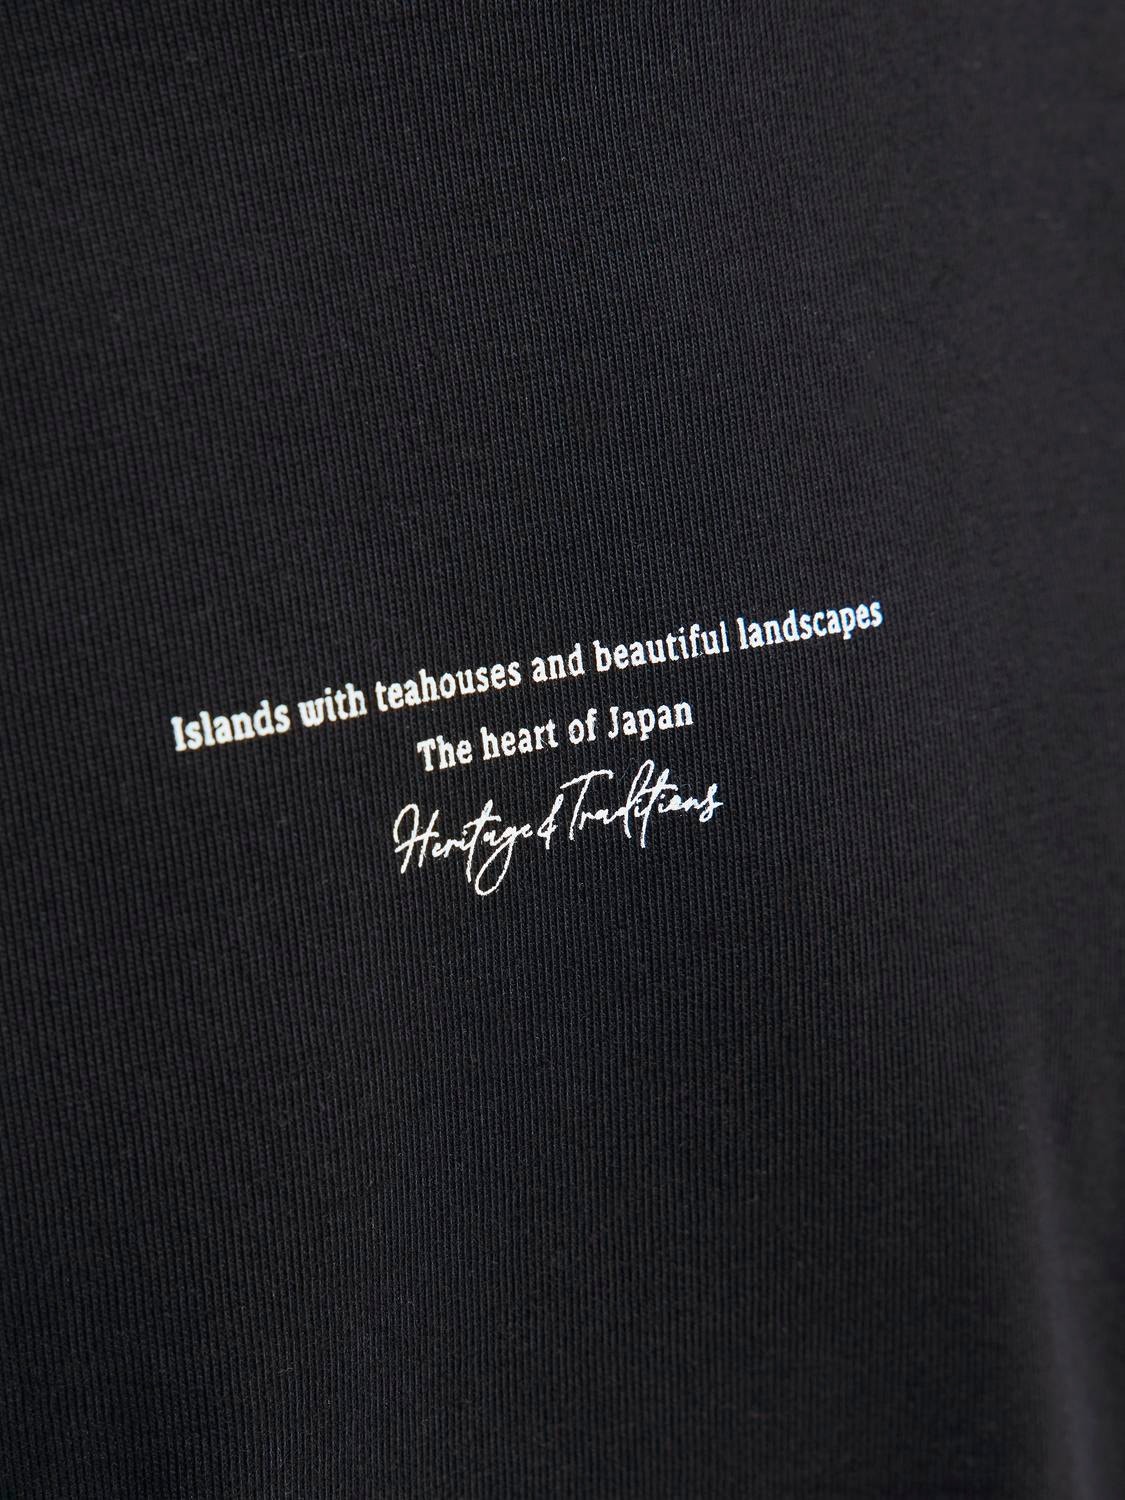 Islands with teahouses and beautiful landscapes
The heart of Japan
Heritage & Traditions